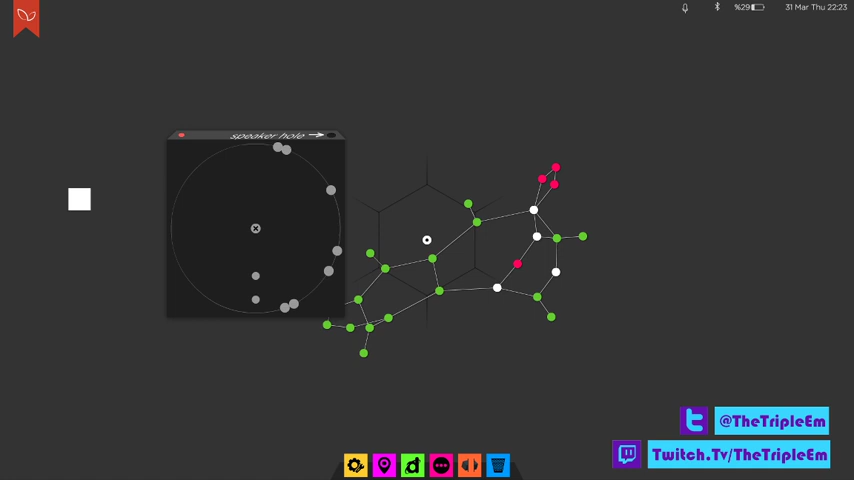 %29
31 Mar Thu 22:23
speaker hole
@TheTripleEm
Twitch.Tv/TheTripleEm